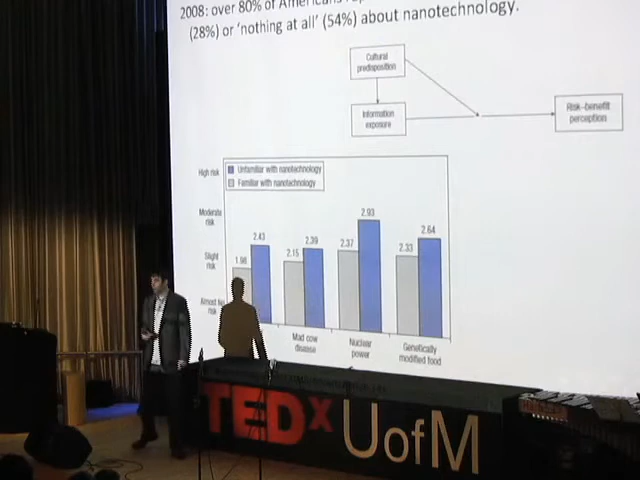 2008: over 80% of Americans
(28%) or 'nothing at all' (54%) about nanotechnology.
Cultural
predisposition
Information
exposure
Risk–benefit
perception
High risk
Unfamiliar with nanotechnology
Familiar with nanotechnology
Moderate
risk
Slight
risk
Almost no
risk
1.98
2.43
2.15
2.39
2.37
2.93
2.33
2.64
Mad cow
disease
Nuclear
power
Genetically
modified food
TEDx UofM